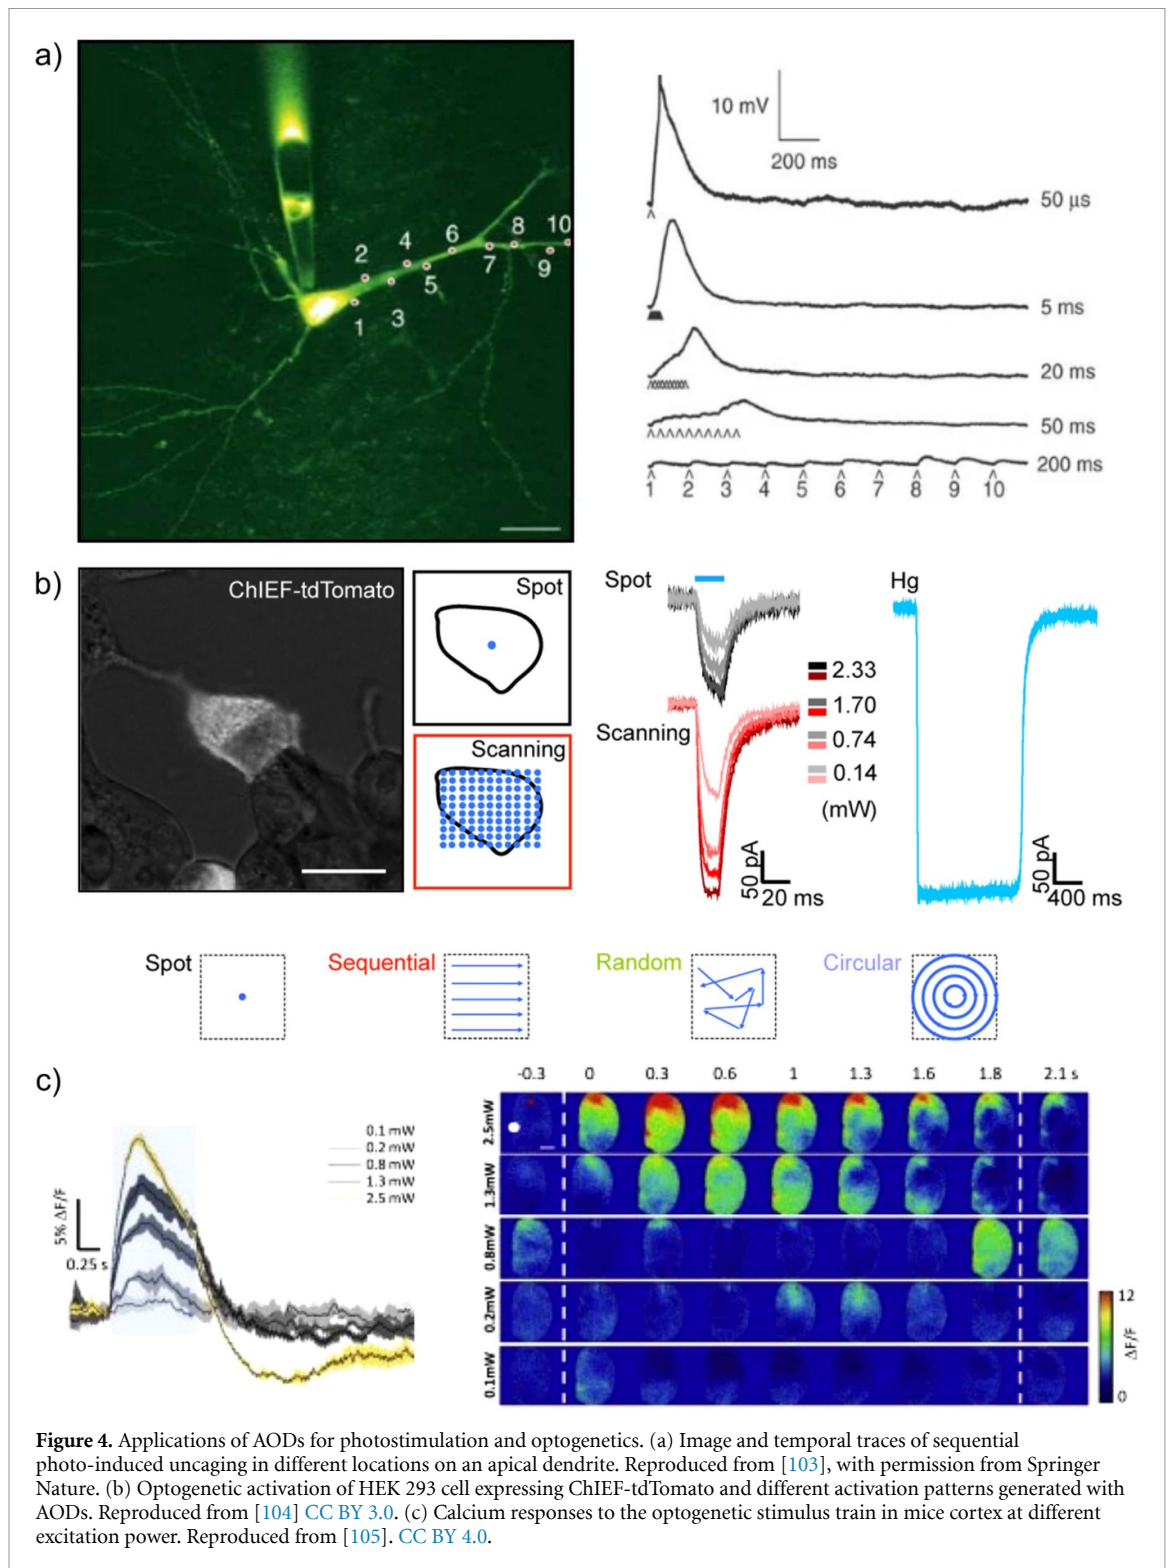 a)
10 mV
200 ms
50 μs
5 ms
20 ms
50 ms
200 ms
1 2 3 4 5 6 7 8 9 10
1 2 3 4 5 6 7 8 9 10
b)
ChIEF-tdTomato
Spot
Scanning
Spot
Scanning
2.33
1.70
0.74
0.14
(mW)
50 pA
20 ms
Hg
50 pA
400 ms
Spot
Sequential
Random
Circular
c)
5% ΔF/F
0.25 s
0.1 mW
0.2 mW
0.8 mW
1.3 mW
2.5 mW
-0.3 0 0.3 0.6 1 1.3 1.6 1.8 2.1 s
2.5mW
1.3mW
0.8mW
0.2mW
0.1mW
12
ΔF/F
0
Figure 4. Applications of AODs for photostimulation and optogenetics. (a) Image and temporal traces of sequential
photo-induced uncaging in different locations on an apical dendrite. Reproduced from [103], with permission from Springer
Nature. (b) Optogenetic activation of HEK 293 cell expressing ChIEF-tdTomato and different activation patterns generated with
AODs. Reproduced from [104] CC BY 3.0. (c) Calcium responses to the optogenetic stimulus train in mice cortex at different
excitation power. Reproduced from [105]. CC BY 4.0.